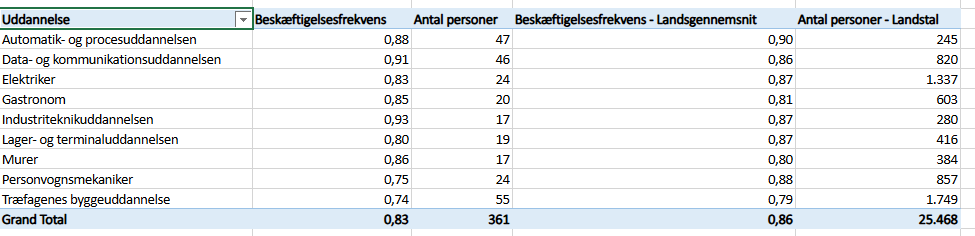 Uddannelse Beskæftigelsesfrekvens Antal personer Beskæftigelsesfrekvens - Landsgennemsnit Antal personer - Landstal
Automatik- og procesuddannelsen 0,88 47 0,90 245
Data- og kommunikationsuddannelsen 0,91 46 0,86 820
Elektriker 0,83 24 0,87 1.337
Gastronom 0,85 20 0,81 603
Industriteknikuddannelsen 0,93 17 0,87 280
Lager- og terminaluddannelsen 0,80 19 0,87 416
Murer 0,86 17 0,80 384
Personvognsmekaniker 0,75 24 0,88 857
Træfagenes byggeuddannelse 0,74 55 0,79 1.749
Grand Total 0,83 361 0,86 25.468